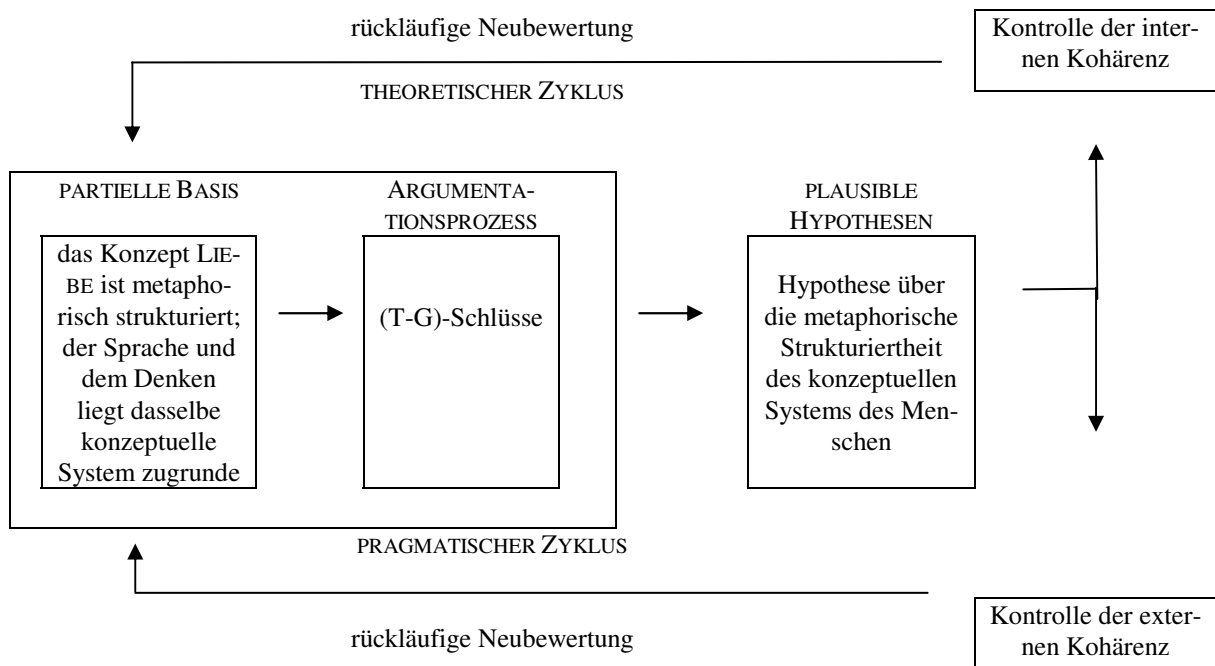 rückläufige Neubewertung
Kontrolle der inter-
nen Kohärenz
THEORETISCHER ZYKLUS
PARTIELLE BASIS
das Konzept LIE-
BE ist metapho-
risch strukturiert;
der Sprache und
dem Denken
liegt dasselbe
konzeptuelle
System zugrunde
ARGUMENTA-
TIONSPROZESS
(T-G)-Schlüsse
PLAUSIBLE
HYPOTHESEN
Hypothese über
die metaphorische
Strukturiertheit
des konzeptuellen
Systems des Men-
schen
PRAGMATISCHER ZYKLUS
rückläufige Neubewertung
Kontrolle der exter-
nen Kohärenz